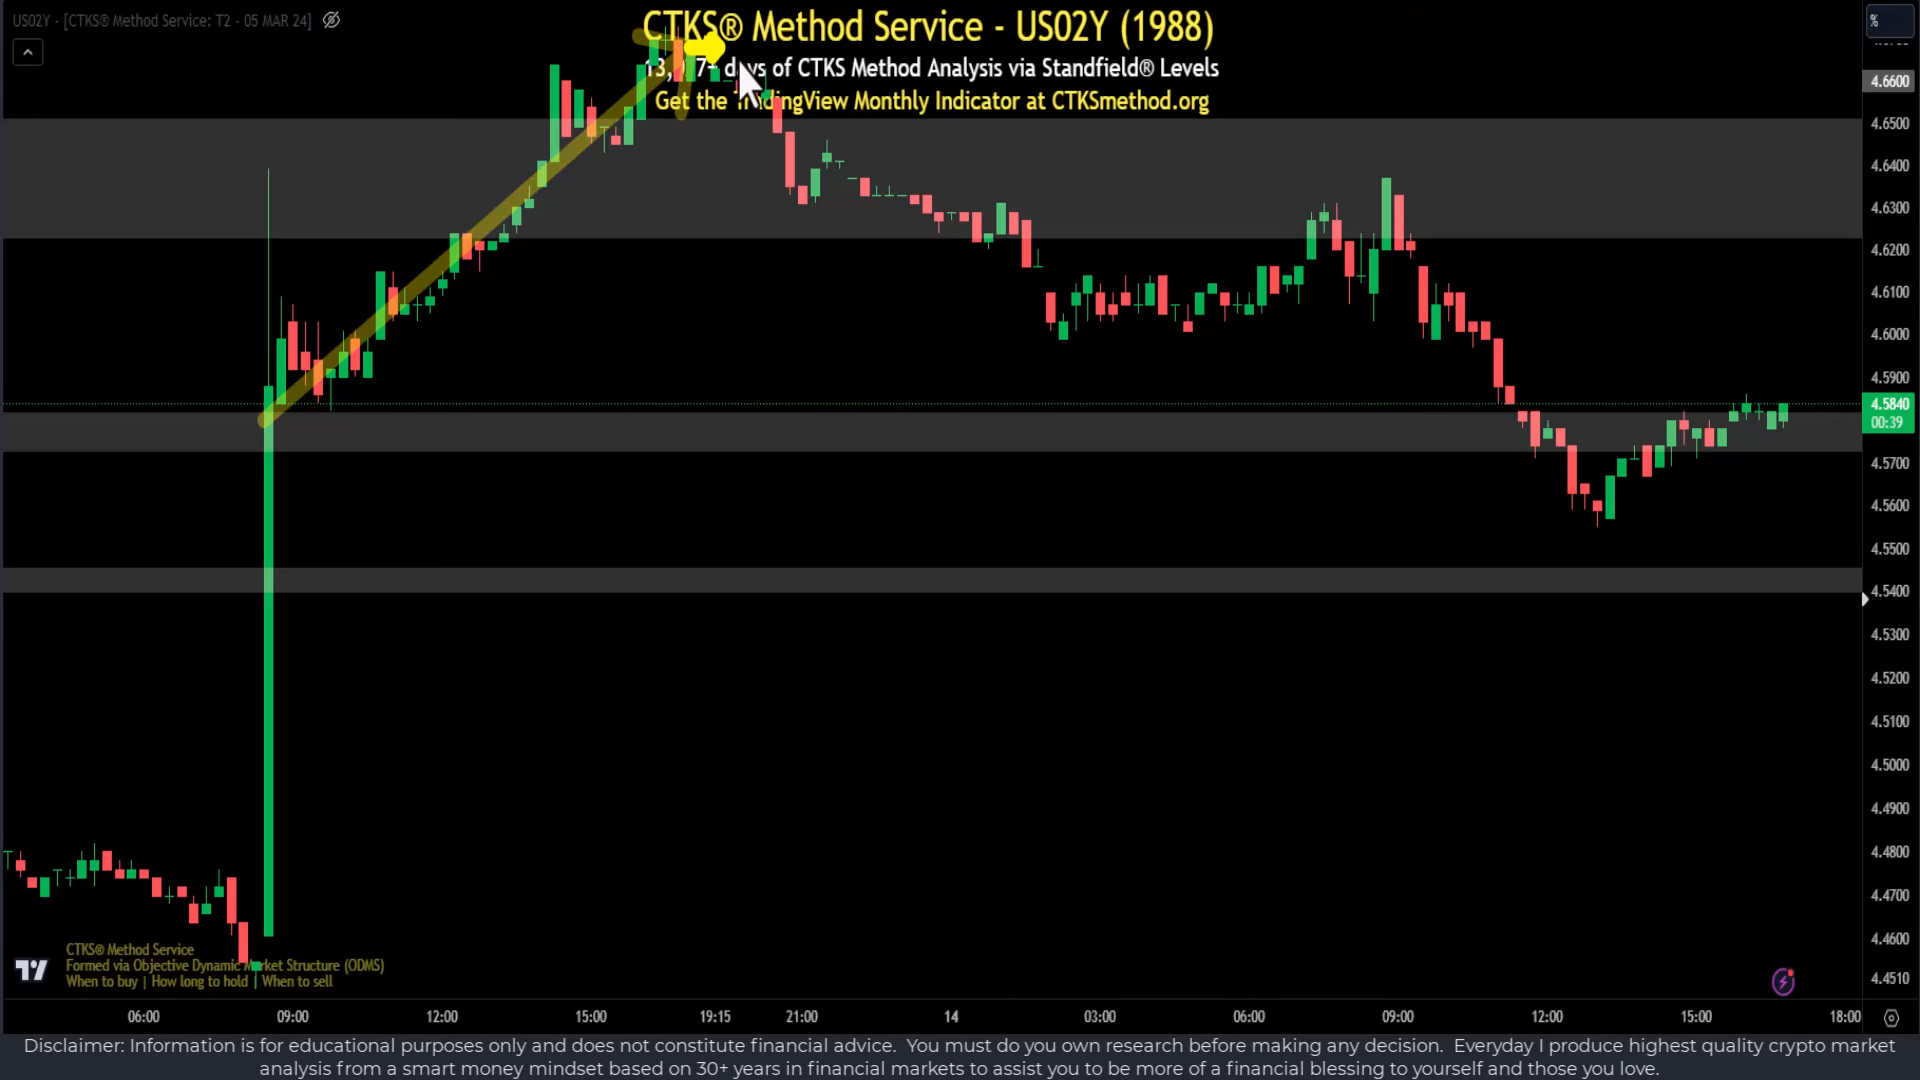 US02Y - [CTKS® Method Service: T2 - 05 MAR 24]
CTKS® Method Service - US02Y (1988)
days of CTKS Method Analysis via Standfield® Levels
Get the TradingView Monthly Indicator at CTKSmethod.org
%
4.6600
4.6500
4.6400
4.6300
4.6200
4.6100
4.6000
4.5900
4.5840
00:39
4.5700
4.5600
4.5500
4.5400
4.5300
4.5200
4.5100
4.5000
4.4900
4.4800
4.4700
4.4600
4.4510
CTKS® Method Service
Formed via Objective Dynamic Market Structure (ODMS)
When to buy | How long to hold | When to sell
06:00 09:00 12:00 15:00 19:15 21:00 14 03:00 06:00 09:00 12:00 15:00 18:00
Disclaimer: Information is for educational purposes only and does not constitute financial advice. You must do you own research before making any decision. Everyday I produce highest quality crypto market
analysis from a smart money mindset based on 30+ years in financial markets to assist you to be more of a financial blessing to yourself and those you love.